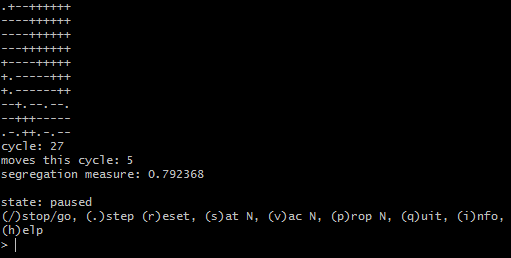 .+--++++++
----++++++
----++++++
---+++++++
+----+++++
+.-----+++
+.------++
--+.--.--.
--+++-----
.-.++.-.--
cycle: 27
moves this cycle: 5
segregation measure: 0.792368
state: paused
(/)stop/go, (.)step (r)eset, (s)at N, (v)ac N, (p)rop N, (q)uit, (i)nfo,
(h)elp
>